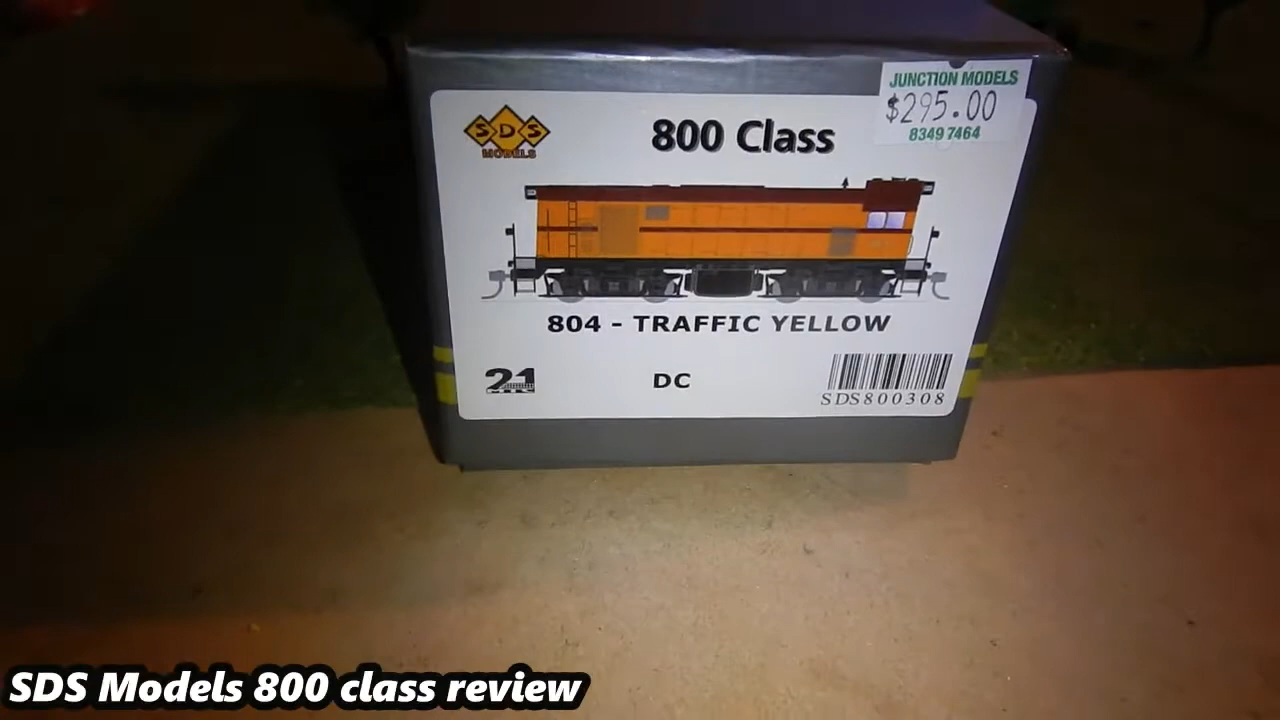 JUNCTION MODELS
$295.00
8349 7464
SDS
MODELS
800 Class
804 - TRAFFIC YELLOW
21
MTC
DC
SDS800308
SDS Models 800 class review